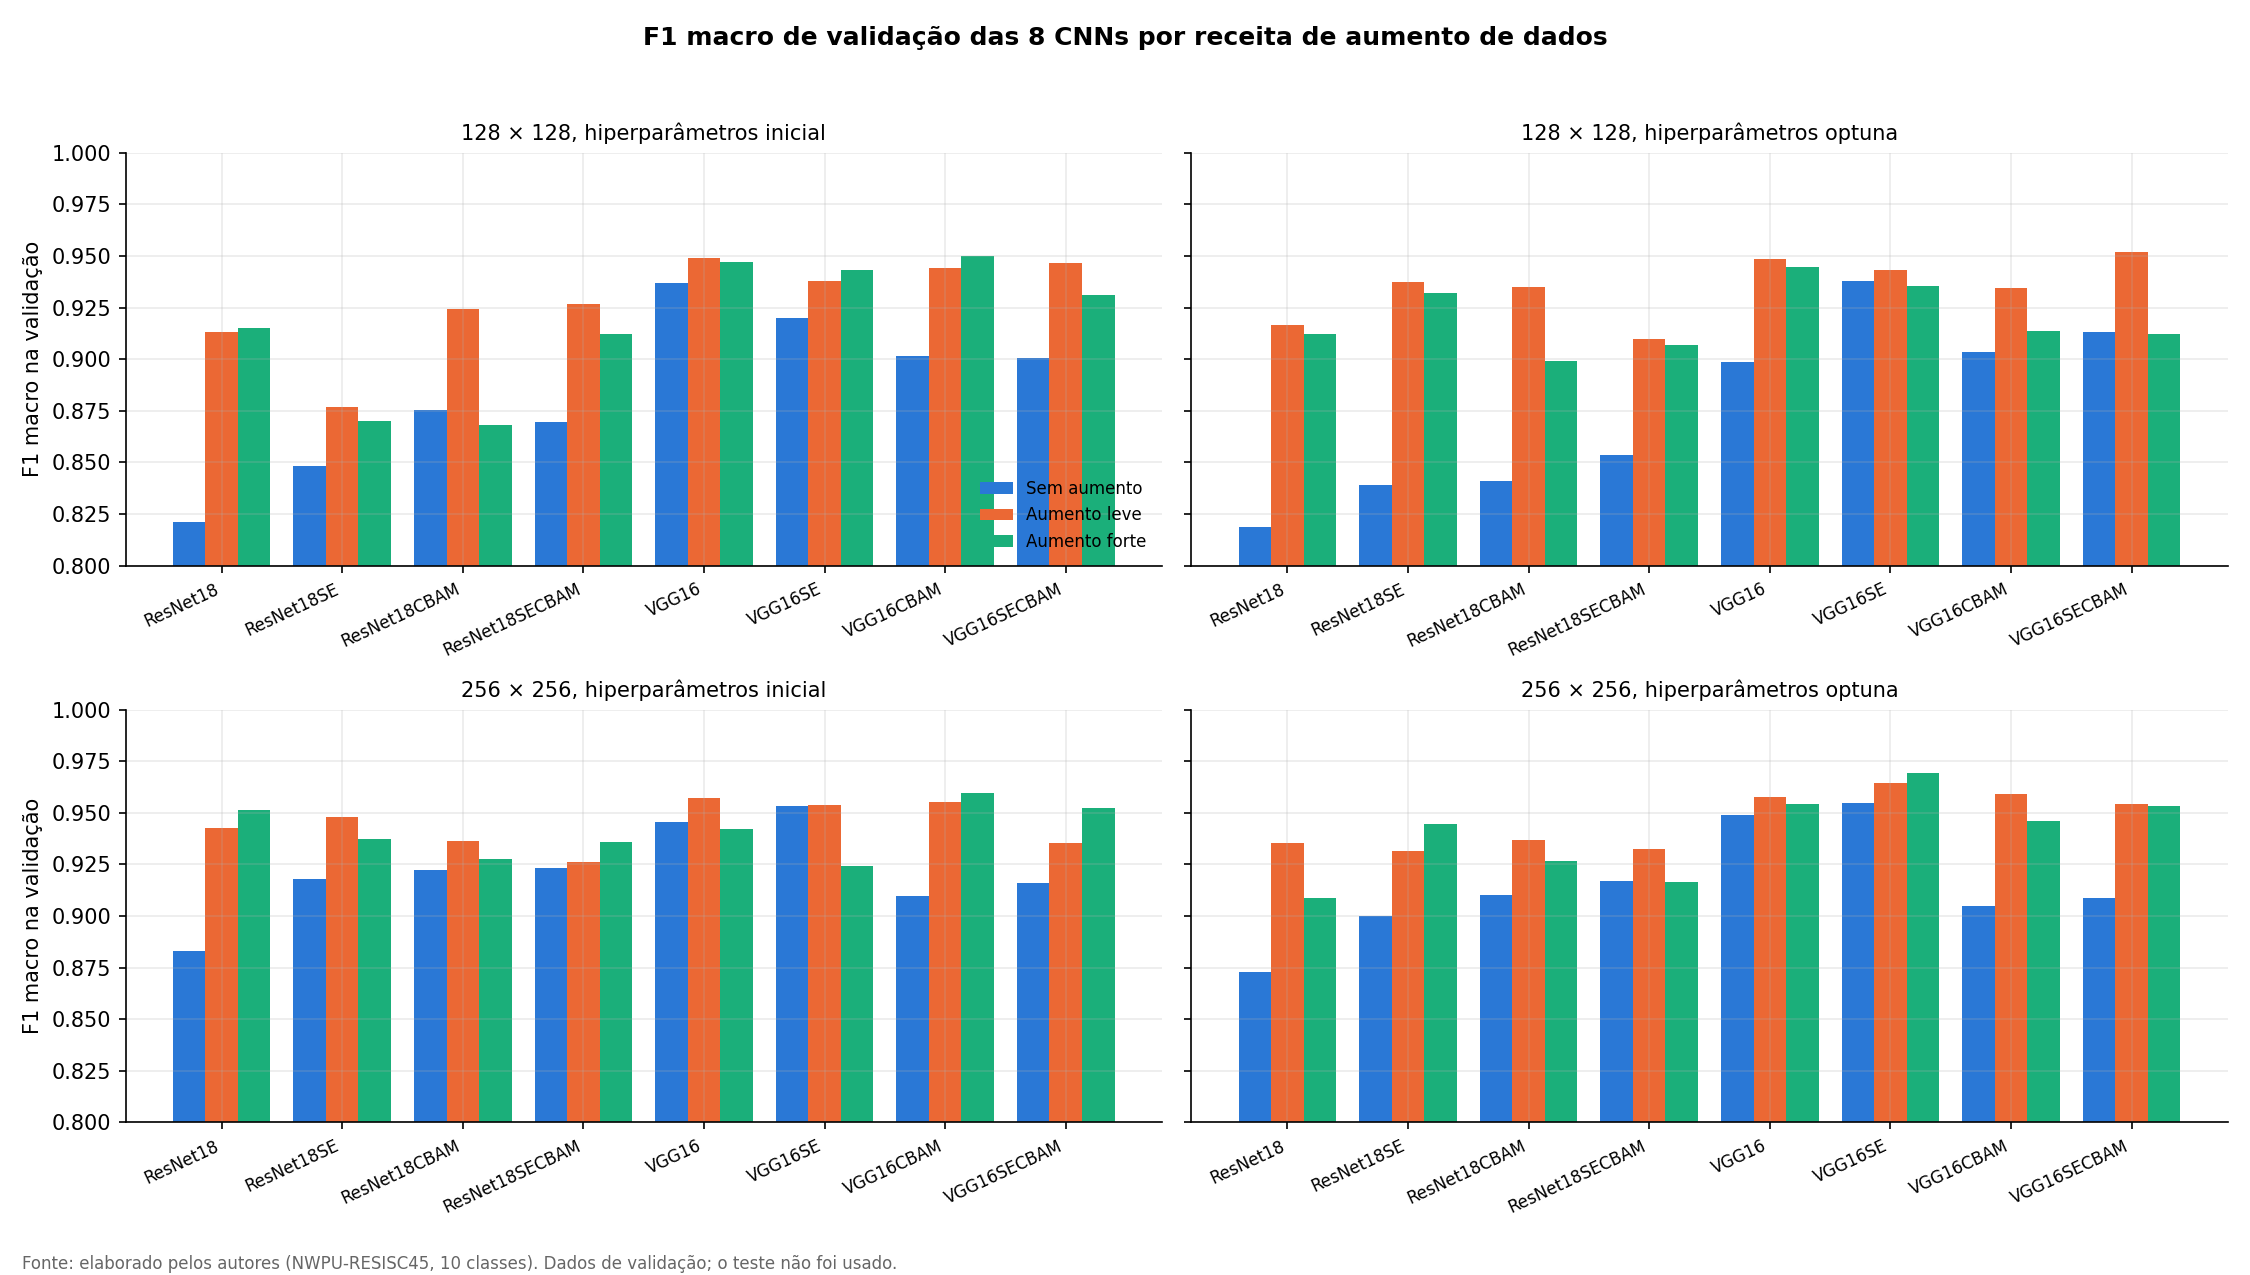 F1 macro de validação das 8 CNNs por receita de aumento de dados
128 × 128, hiperparâmetros inicial
F1 macro na validação
1.000
0.975
0.950
0.925
0.900
0.875
0.850
0.825
0.800
Sem aumento
Aumento leve
Aumento forte
ResNet18
ResNet18SE
ResNet18CBAM
ResNet18SECBAM
VGG16
VGG16SE
VGG16CBAM
VGG16SECBAM
128 × 128, hiperparâmetros optuna
ResNet18
ResNet18SE
ResNet18CBAM
ResNet18SECBAM
VGG16
VGG16SE
VGG16CBAM
VGG16SECBAM
256 × 256, hiperparâmetros inicial
F1 macro na validação
1.000
0.975
0.950
0.925
0.900
0.875
0.850
0.825
0.800
ResNet18
ResNet18SE
ResNet18CBAM
ResNet18SECBAM
VGG16
VGG16SE
VGG16CBAM
VGG16SECBAM
256 × 256, hiperparâmetros optuna
ResNet18
ResNet18SE
ResNet18CBAM
ResNet18SECBAM
VGG16
VGG16SE
VGG16CBAM
VGG16SECBAM
Fonte: elaborado pelos autores (NWPU-RESISC45, 10 classes). Dados de validação; o teste não foi usado.